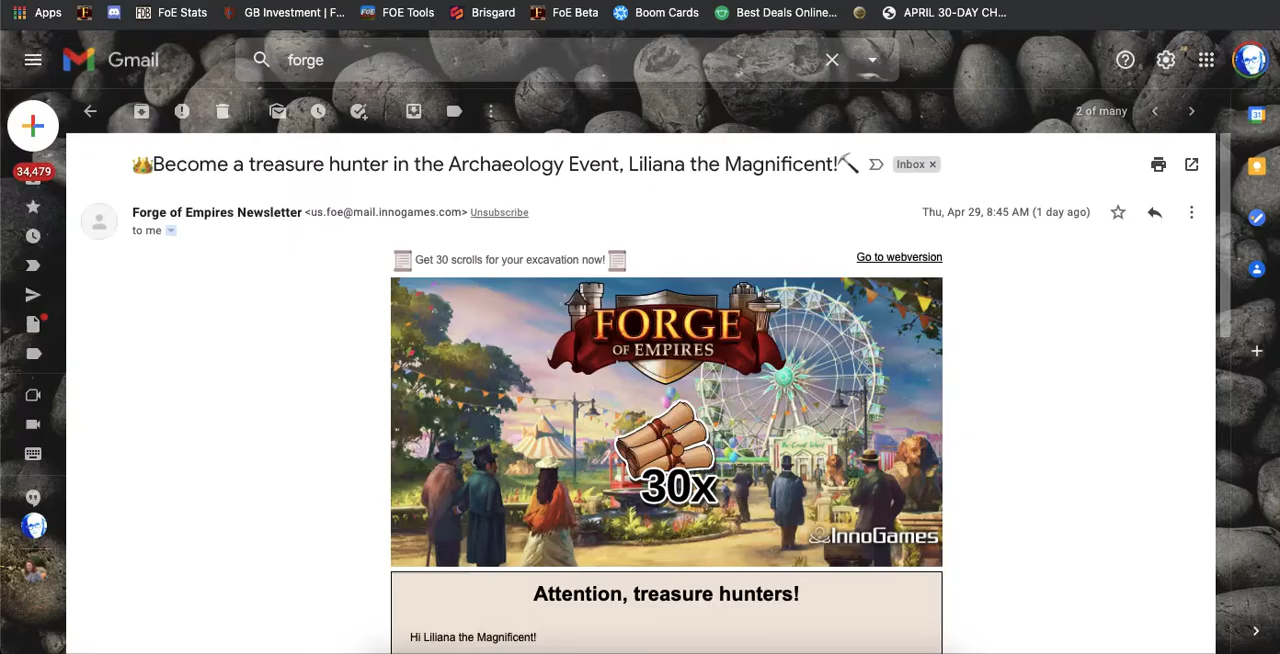 Apps
FOE DB FoE Stats
GB Investment | F...
FOE FOE Tools
Brisgard
FoE Beta
Boom Cards
Best Deals Online...
APRIL 30-DAY CH...
Gmail
forge
2 of many
34,479
👑Become a treasure hunter in the Archaeology Event, Liliana the Magnificent!⛏ Inbox ×
Forge of Empires Newsletter <us.foe@mail.innogames.com> Unsubscribe
Thu, Apr 29, 8:45 AM (1 day ago)
to me
Get 30 scrolls for your excavation now!
Go to webversion
FORGE
OF EMPIRES
30x
InnoGames
Attention, treasure hunters!
Hi Liliana the Magnificent!
31